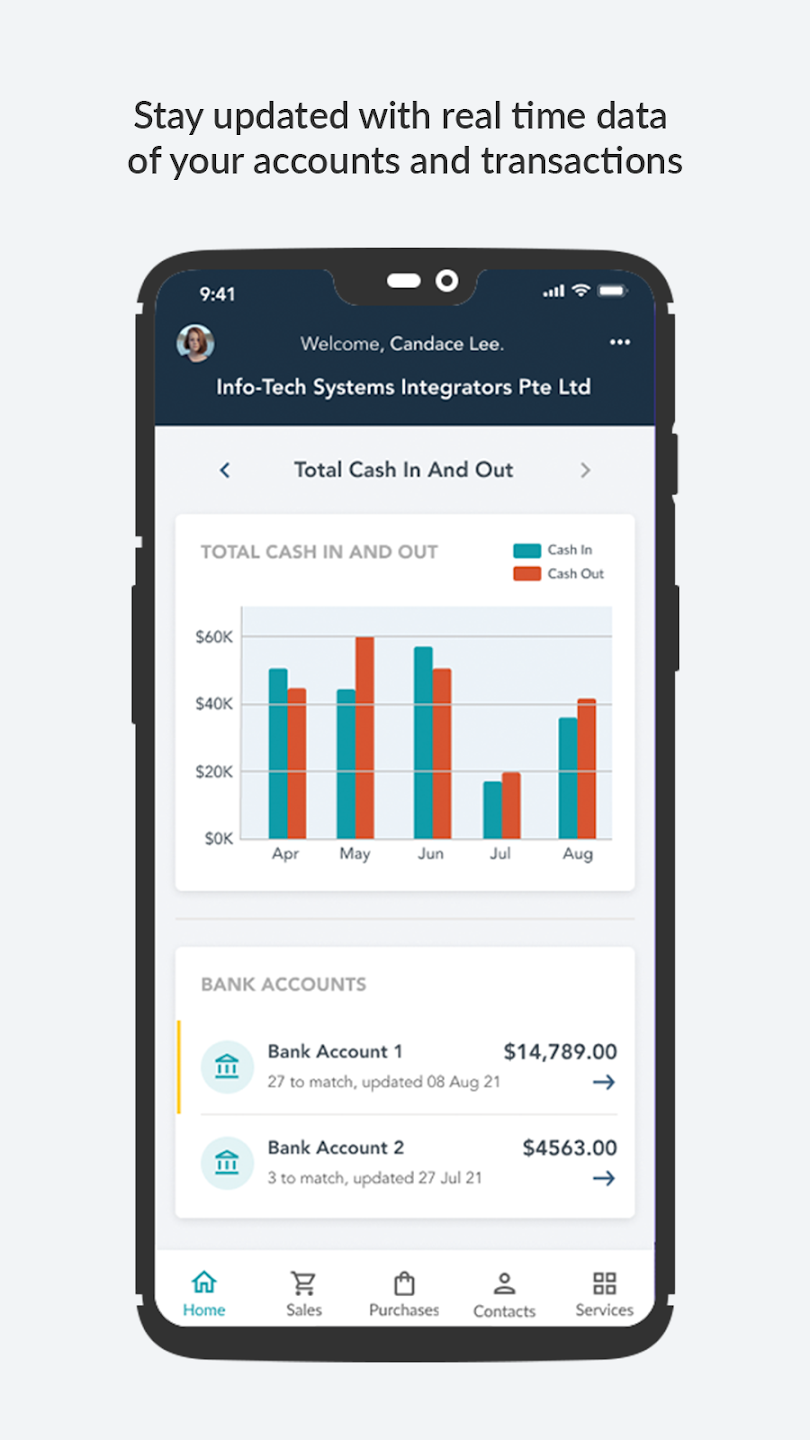 Stay updated with real time data
of your accounts and transactions
9:41
Welcome, Candace Lee.
Info-Tech Systems Integrators Pte Ltd
Total Cash In And Out
TOTAL CASH IN AND OUT
Cash In
Cash Out
$60K
$40K
$20K
$0K
Apr May Jun Jul Aug
BANK ACCOUNTS
Bank Account 1 $14,789.00
27 to match, updated 08 Aug 21
Bank Account 2 $4563.00
3 to match, updated 27 Jul 21
Home Sales Purchases Contacts Services